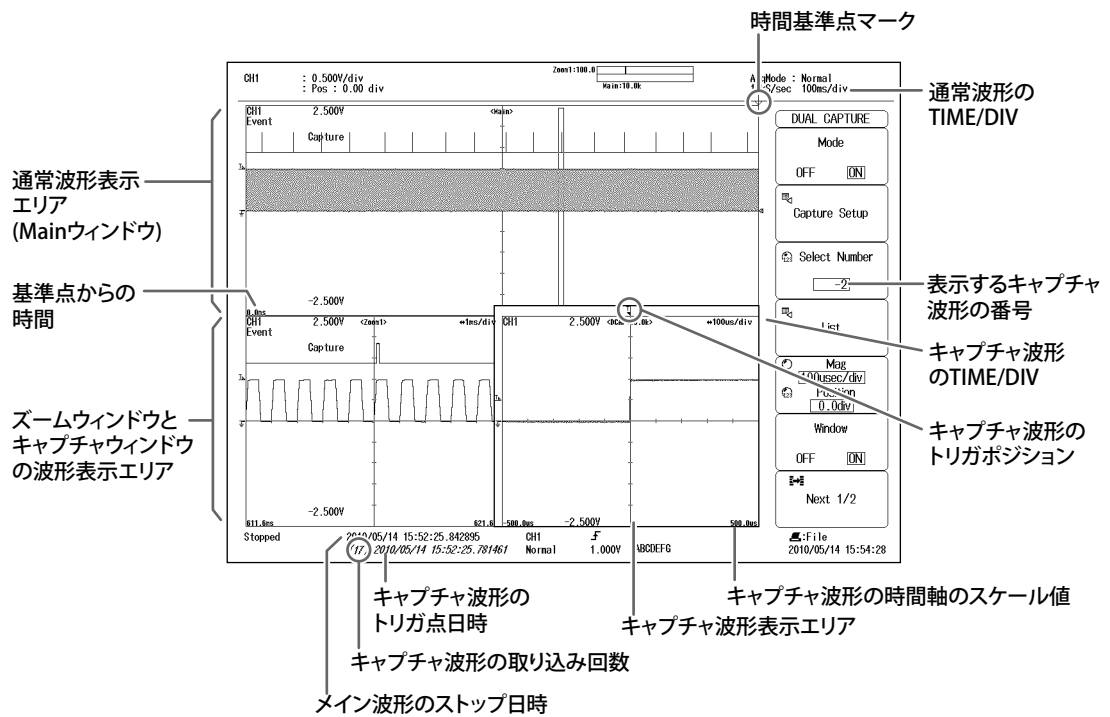 時間基準点マーク
CH1 : 0.500V/div
: Pos : 0.00 div
Zoom1:100.0
Main:10.0k
: Normal
100ms/div
通常波形の
TIME/DIV
CH1 2.500V <Main>
Event
Capture
DUAL CAPTURE
Mode
OFF ON
通常波形表示
エリア
(Mainウィンドウ)
Capture Setup
Select Number
-2
表示するキャプチャ
波形の番号
基準点からの
時間
-2.500V
0.0ms
List
CH1 2.500V <Zoom1> 1ms/div
Event
Capture
CH1 2.500V 100us/div
キャプチャ波形
のTIME/DIV
Mag
100usec/div
Position
0.0div
ズームウィンドウと
キャプチャウィンドウ
の波形表示エリア
Window
OFF ON
キャプチャ波形の
トリガポジション
Next 1/2
-2.500V
611.6ms 621.6
-500.0us -2.500V 500.0us
Stopped 2010/05/14 15:52:25.842895 CH1
17 2010/05/14 15:52:25.781461 Normal 1.000V ABCDEFG
:File
2010/05/14 15:54:28
キャプチャ波形の
トリガ点日時
キャプチャ波形の時間軸のスケール値
キャプチャ波形表示エリア
キャプチャ波形の取り込み回数
メイン波形のストップ日時